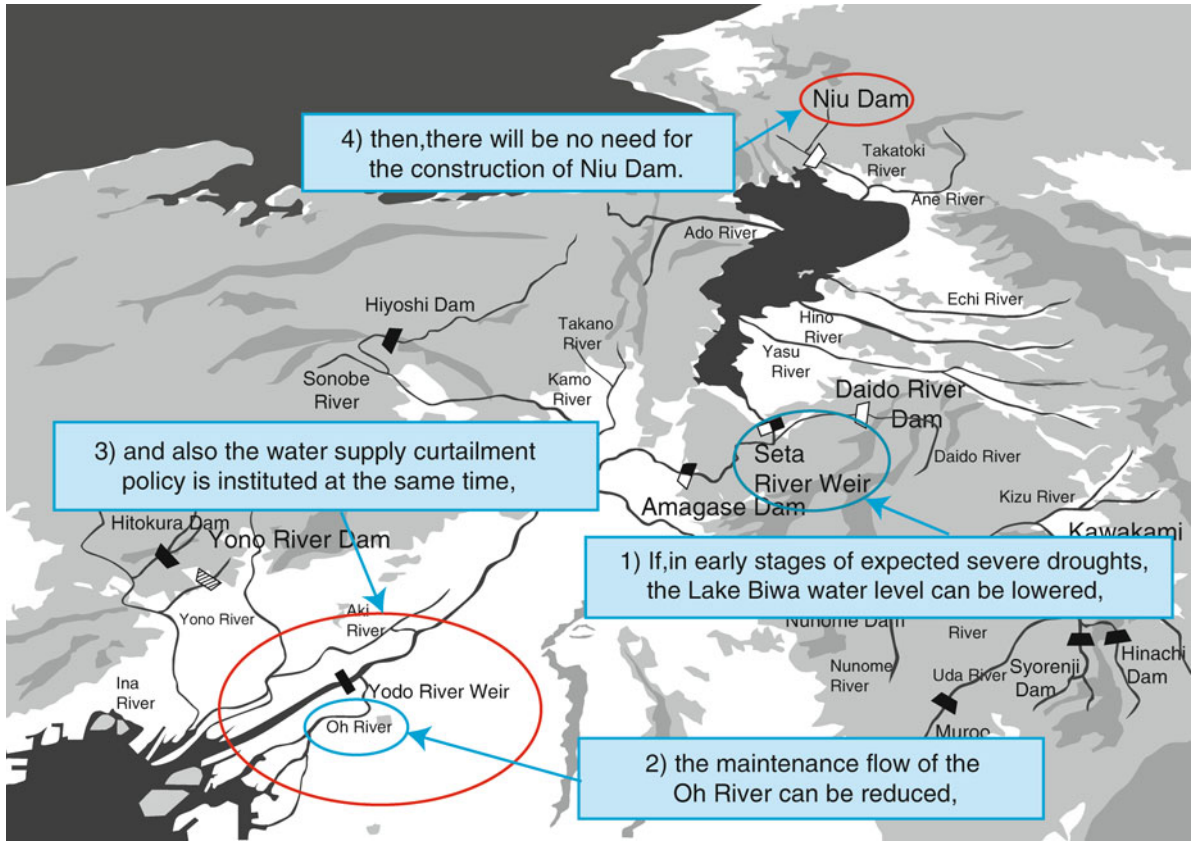 Niu Dam
4) then,there will be no need for
the construction of Niu Dam.
Takatoki
River
Ane River
Ado River
Hiyoshi Dam
Echi River
Hino
River
Takano
River
Yasu
River
Sonobe
River
Kamo
River
Daido River
Dam
3) and also the water supply curtailment
policy is instituted at the same time,
Seta
River Weir
Daido River
Amagase Dam
Kizu River
Hitokura Dam
Yono River Dam
Kawakami
1) If,in early stages of expected severe droughts,
the Lake Biwa water level can be lowered,
Aki
River
Yono River
Nunome Dam
River
Nunome
River
Uda River
Syorenji
Dam
Hinachi
Dam
Ina
River
Yodo River Weir
Oh River
Muroo
2) the maintenance flow of the
Oh River can be reduced,